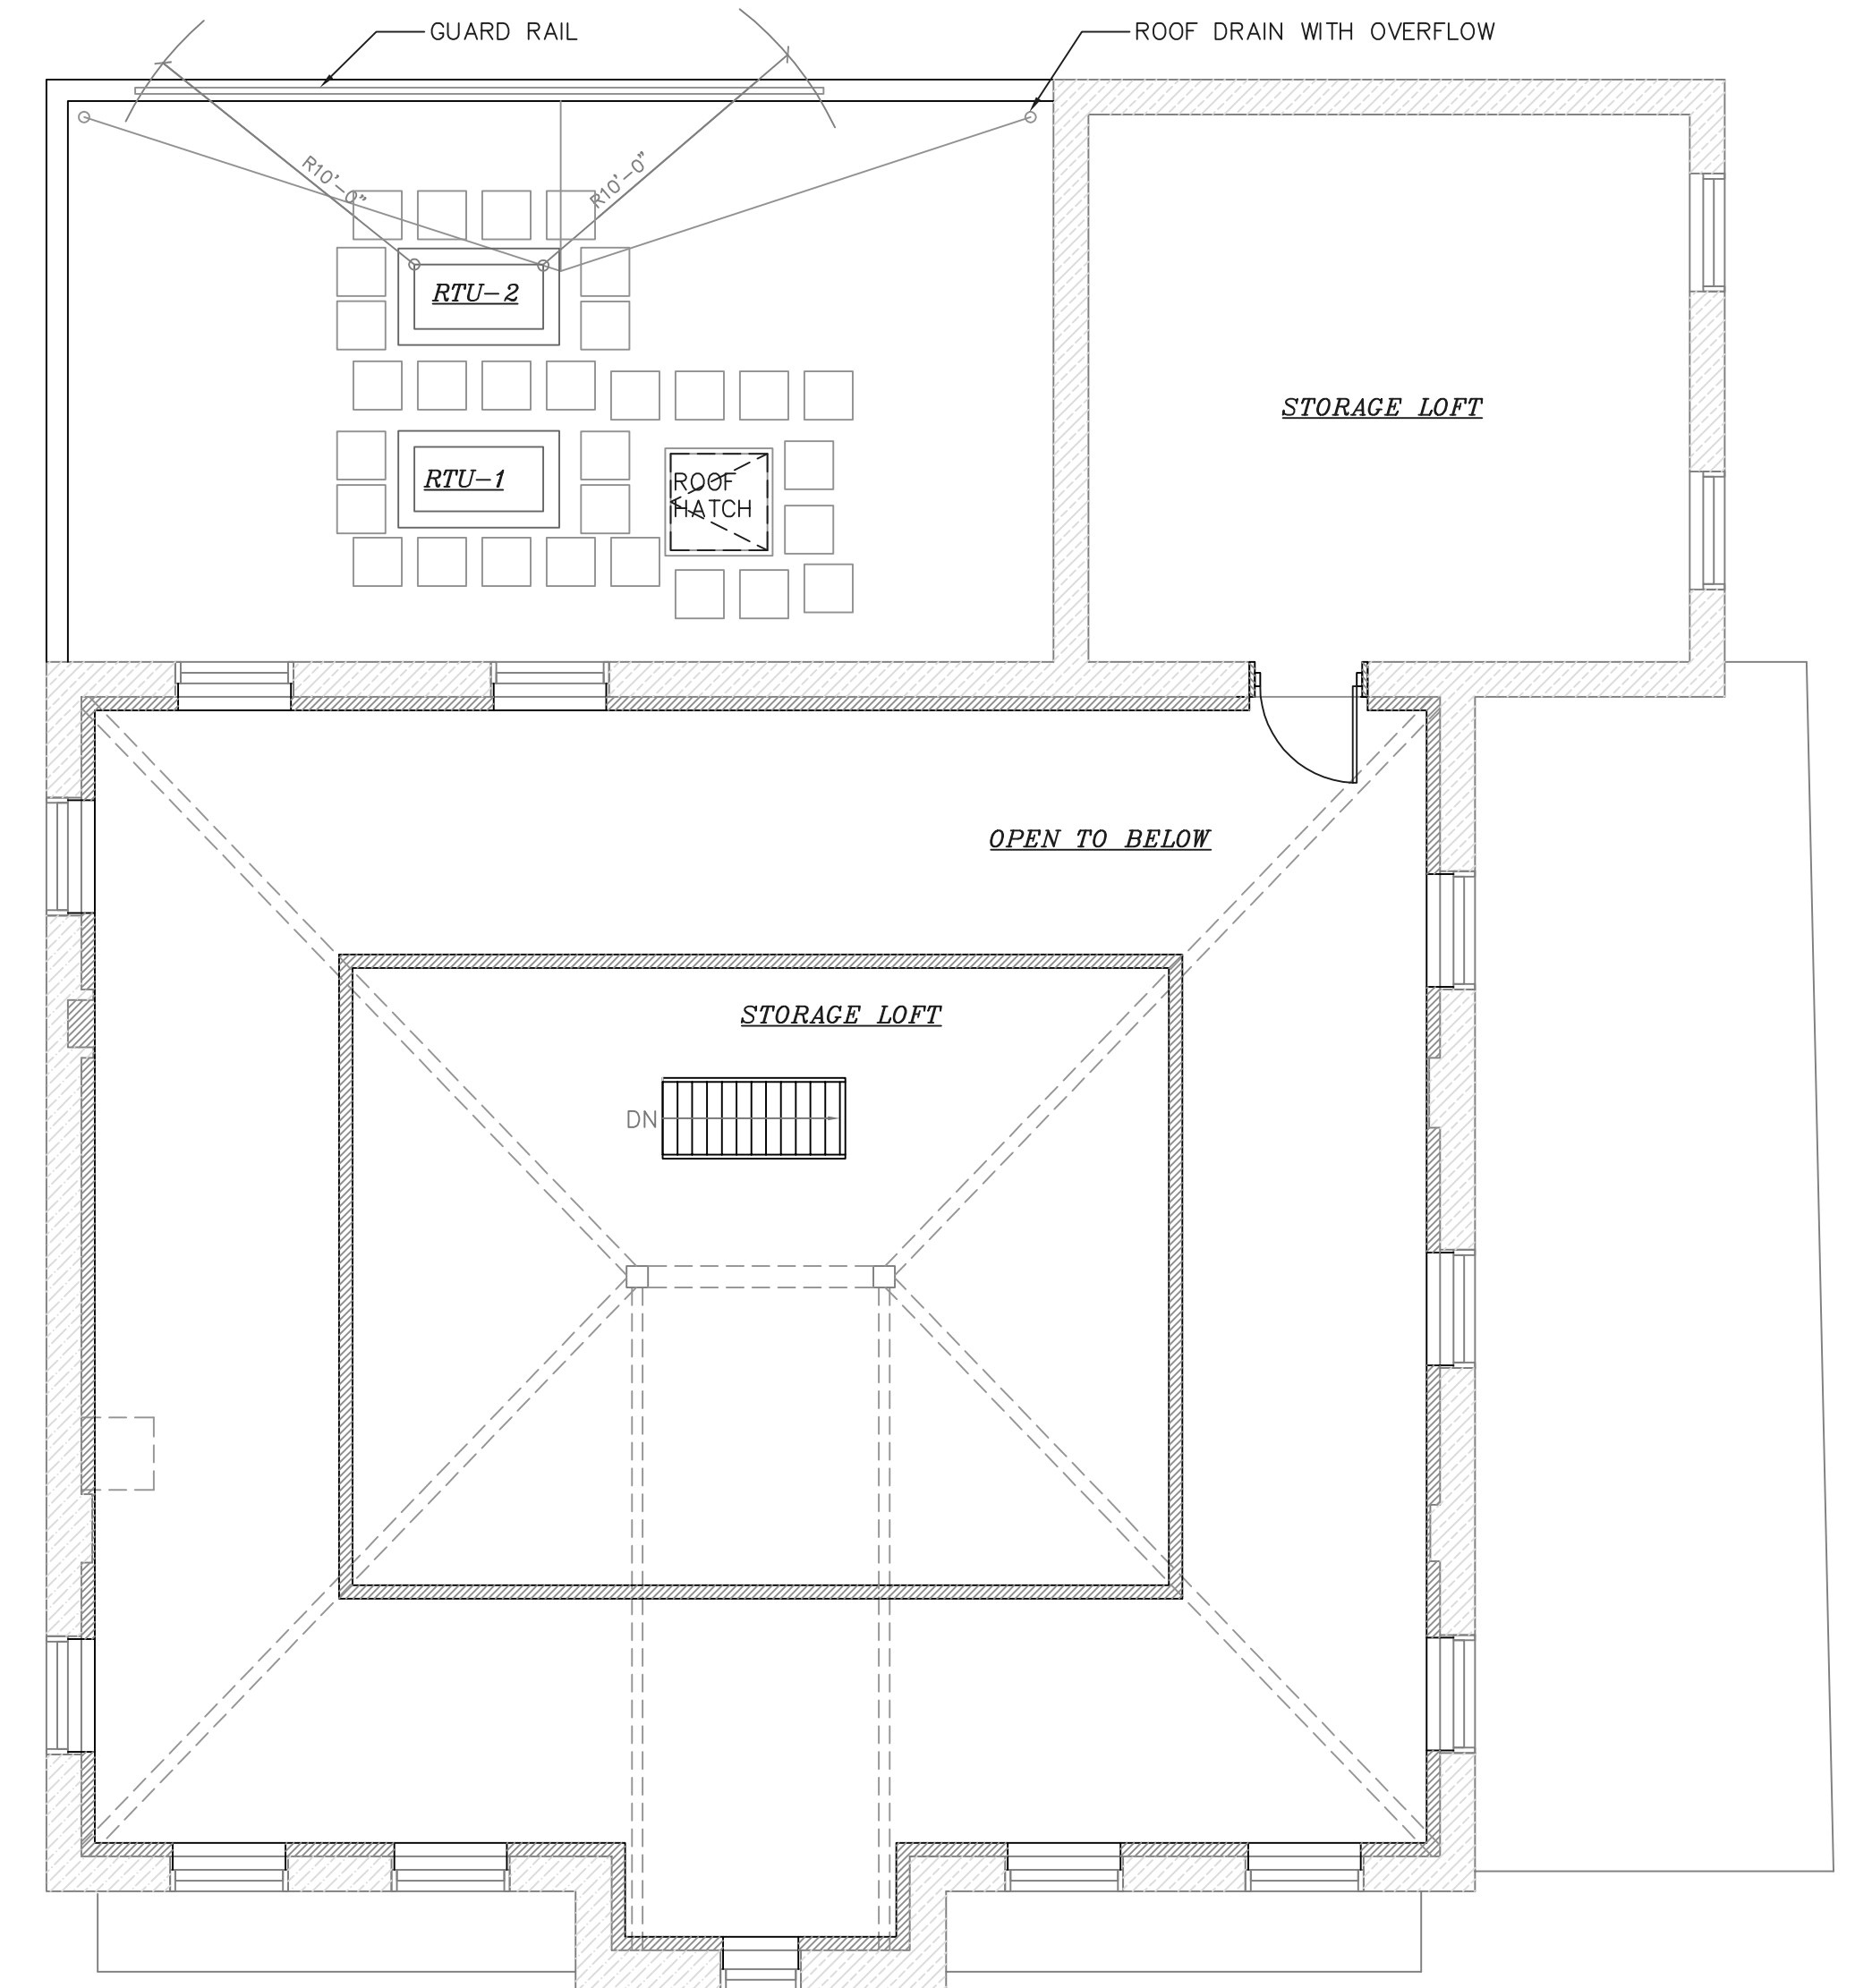 GUARD RAIL
ROOF DRAIN WITH OVERFLOW
R10'-0"
R10'-0"
RTU-2
STORAGE LOFT
RTU-1
ROOF
HATCH
OPEN TO BELOW
STORAGE LOFT
DN